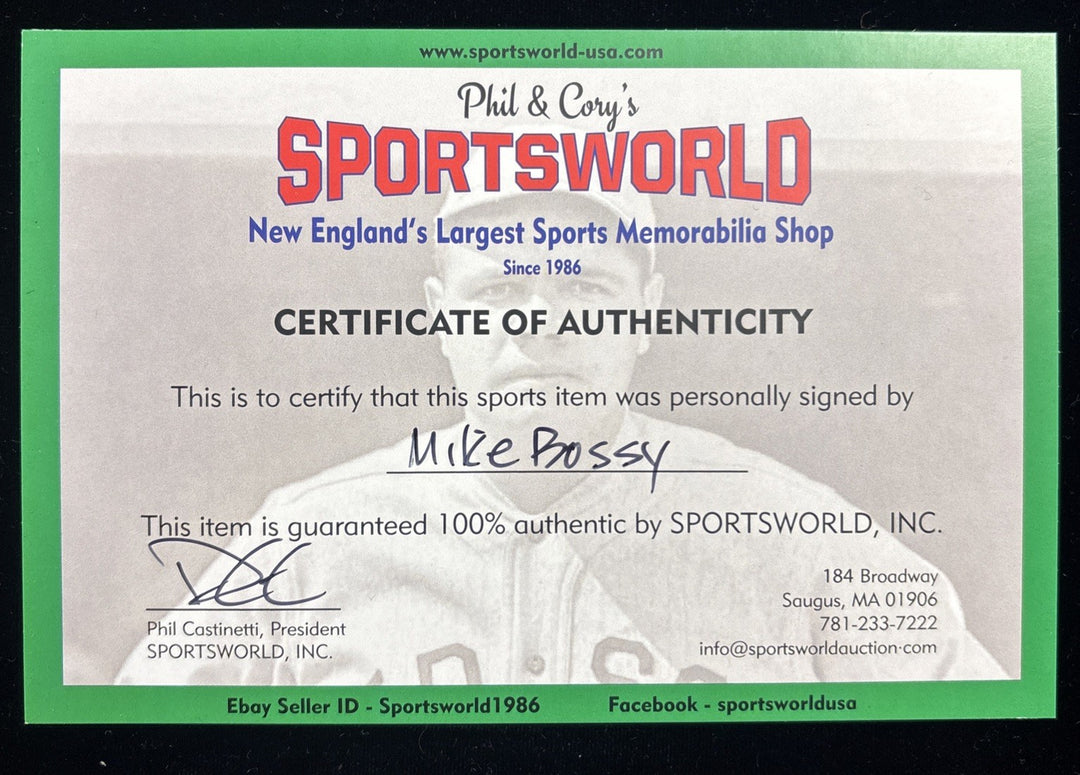 www.sportsworld-usa.com
Phil & Cory's
SPORTSWORLD
New England's Largest Sports Memorabilia Shop
Since 1986
CERTIFICATE OF AUTHENTICITY
This is to certify that this sports item was personally signed by
Mike Bossy
This item is guaranteed 100% authentic by SPORTSWORLD, INC.
184 Broadway
Saugus, MA 01906
781-233-7222
info@sportsworldauction.com
Phil Castinetti, President
SPORTSWORLD, INC.
Ebay Seller ID - Sportsworld1986 Facebook - sportsworldusa